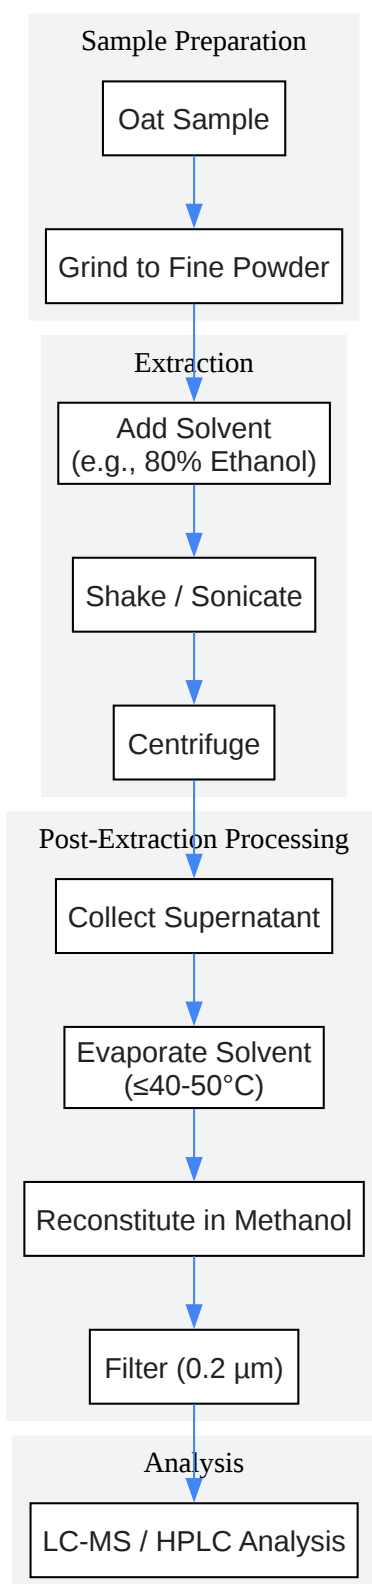 Sample Preparation
Oat Sample
Grind to Fine Powder
Extraction
Add Solvent
(e.g., 80% Ethanol)
Shake / Sonicate
Centrifuge
Post-Extraction Processing
Collect Supernatant
Evaporate Solvent
(≤40-50°C)
Reconstitute in Methanol
Filter (0.2 µm)
Analysis
LC-MS / HPLC Analysis